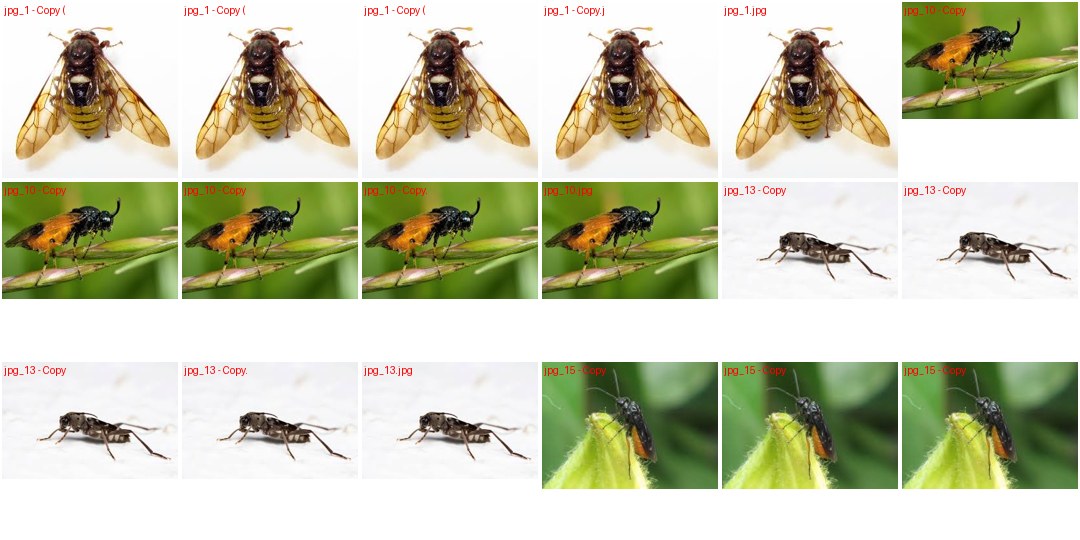 jpg_1 - Copy (
jpg_1 - Copy (
jpg_1 - Copy (
jpg_1 - Copy.j
jpg_1.jpg
jpg_10 - Copy
jpg_10 - Copy
jpg_10 - Copy
jpg_10 - Copy.
jpg_10.jpg
jpg_13 - Copy
jpg_13 - Copy
jpg_13 - Copy
jpg_13 - Copy.
jpg_13.jpg
jpg_15 - Copy
jpg_15 - Copy
jpg_15 - Copy